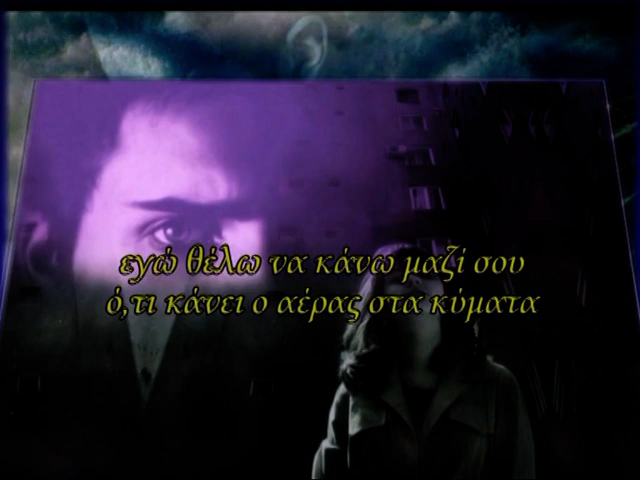 εγώ θέλω να κάνω μαζί σου
ό,τι κάνει ο αέρας στα κύματα